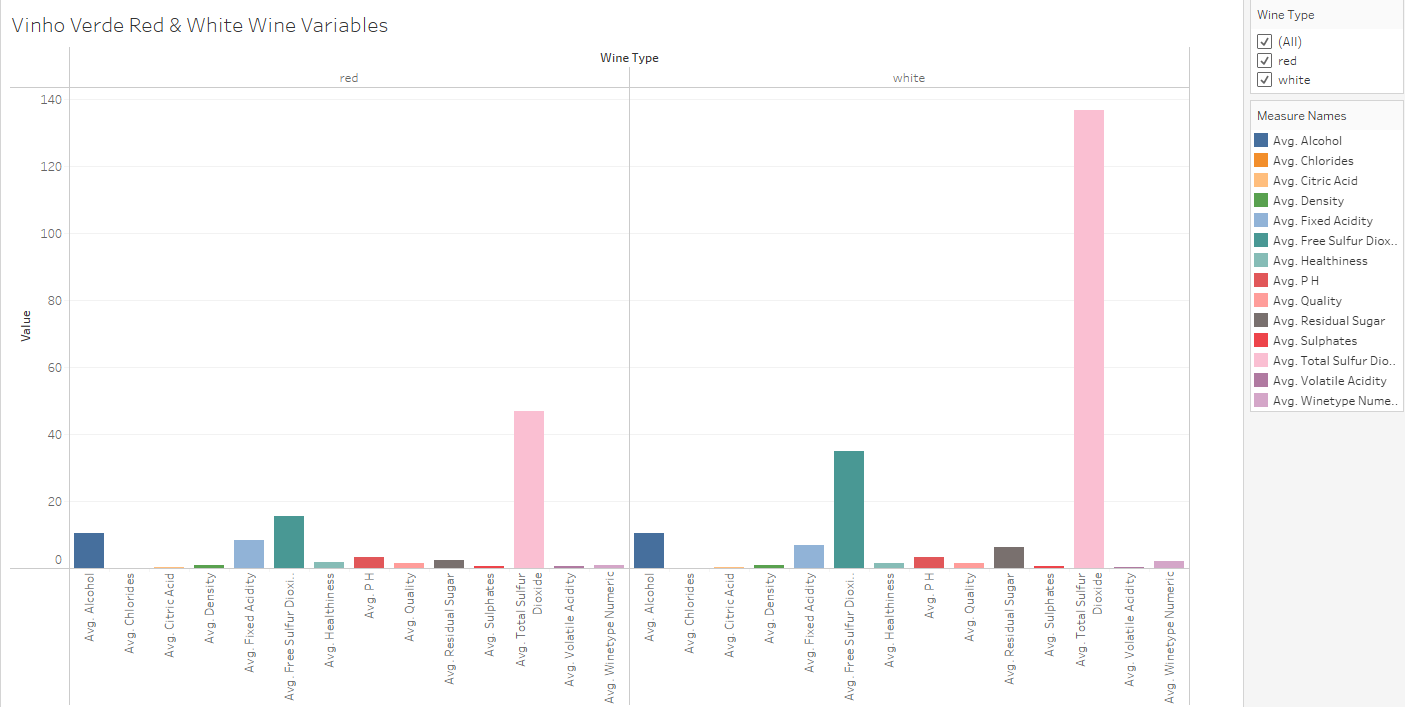 Vinho Verde Red & White Wine Variables
Wine Type
red
white
140
120
100
80
60
40
20
0
Value
Avg. Alcohol
Avg. Chlorides
Avg. Citric Acid
Avg. Density
Avg. Fixed Acidity
Avg. Free Sulfur Dioxi..
Avg. Healthiness
Avg. P H
Avg. Quality
Avg. Residual Sugar
Avg. Sulphates
Avg. Total Sulfur
Dioxide
Avg. Volatile Acidity
Avg. Winetype Numeric
Avg. Alcohol
Avg. Chlorides
Avg. Citric Acid
Avg. Density
Avg. Fixed Acidity
Avg. Free Sulfur Dioxi..
Avg. Healthiness
Avg. P H
Avg. Quality
Avg. Residual Sugar
Avg. Sulphates
Avg. Total Sulfur
Dioxide
Avg. Volatile Acidity
Avg. Winetype Numeric
Wine Type
(All)
red
white
Measure Names
Avg. Alcohol
Avg. Chlorides
Avg. Citric Acid
Avg. Density
Avg. Fixed Acidity
Avg. Free Sulfur Diox..
Avg. Healthiness
Avg. P H
Avg. Quality
Avg. Residual Sugar
Avg. Sulphates
Avg. Total Sulfur Dio..
Avg. Volatile Acidity
Avg. Winetype Nume..